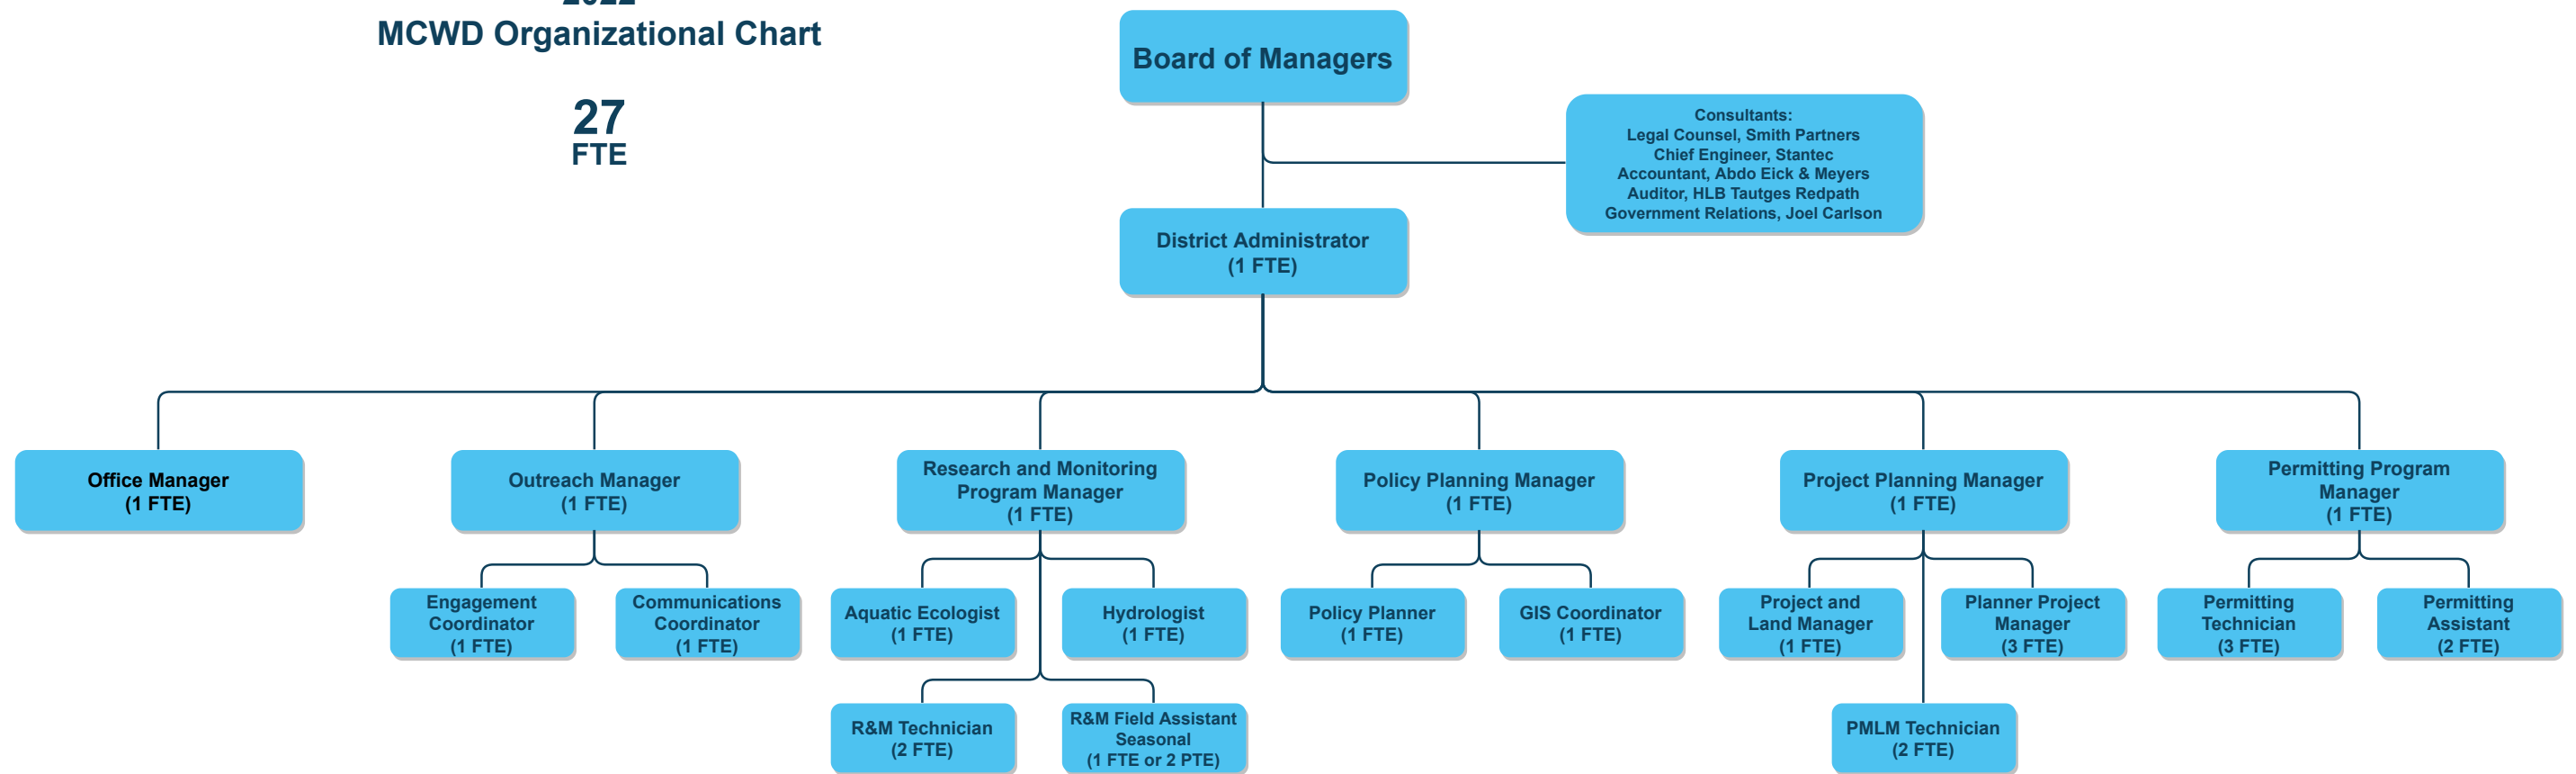 2022
MCWD Organizational Chart
27
FTE
Board of Managers
Consultants:
Legal Counsel, Smith Partners
Chief Engineer, Stantec
Accountant, Abdo Eick & Meyers
Auditor, HLB Tautges Redpath
Government Relations, Joel Carlson
District Administrator
(1 FTE)
Office Manager
(1 FTE)
Outreach Manager
(1 FTE)
Research and Monitoring
Program Manager
(1 FTE)
Policy Planning Manager
(1 FTE)
Project Planning Manager
(1 FTE)
Permitting Program
Manager
(1 FTE)
Engagement
Coordinator
(1 FTE)
Communications
Coordinator
(1 FTE)
Aquatic Ecologist
(1 FTE)
Hydrologist
(1 FTE)
Policy Planner
(1 FTE)
GIS Coordinator
(1 FTE)
Project and
Land Manager
(1 FTE)
Planner Project
Manager
(3 FTE)
Permitting
Technician
(3 FTE)
Permitting
Assistant
(2 FTE)
R&M Technician
(2 FTE)
R&M Field Assistant
Seasonal
(1 FTE or 2 PTE)
PMLM Technician
(2 FTE)